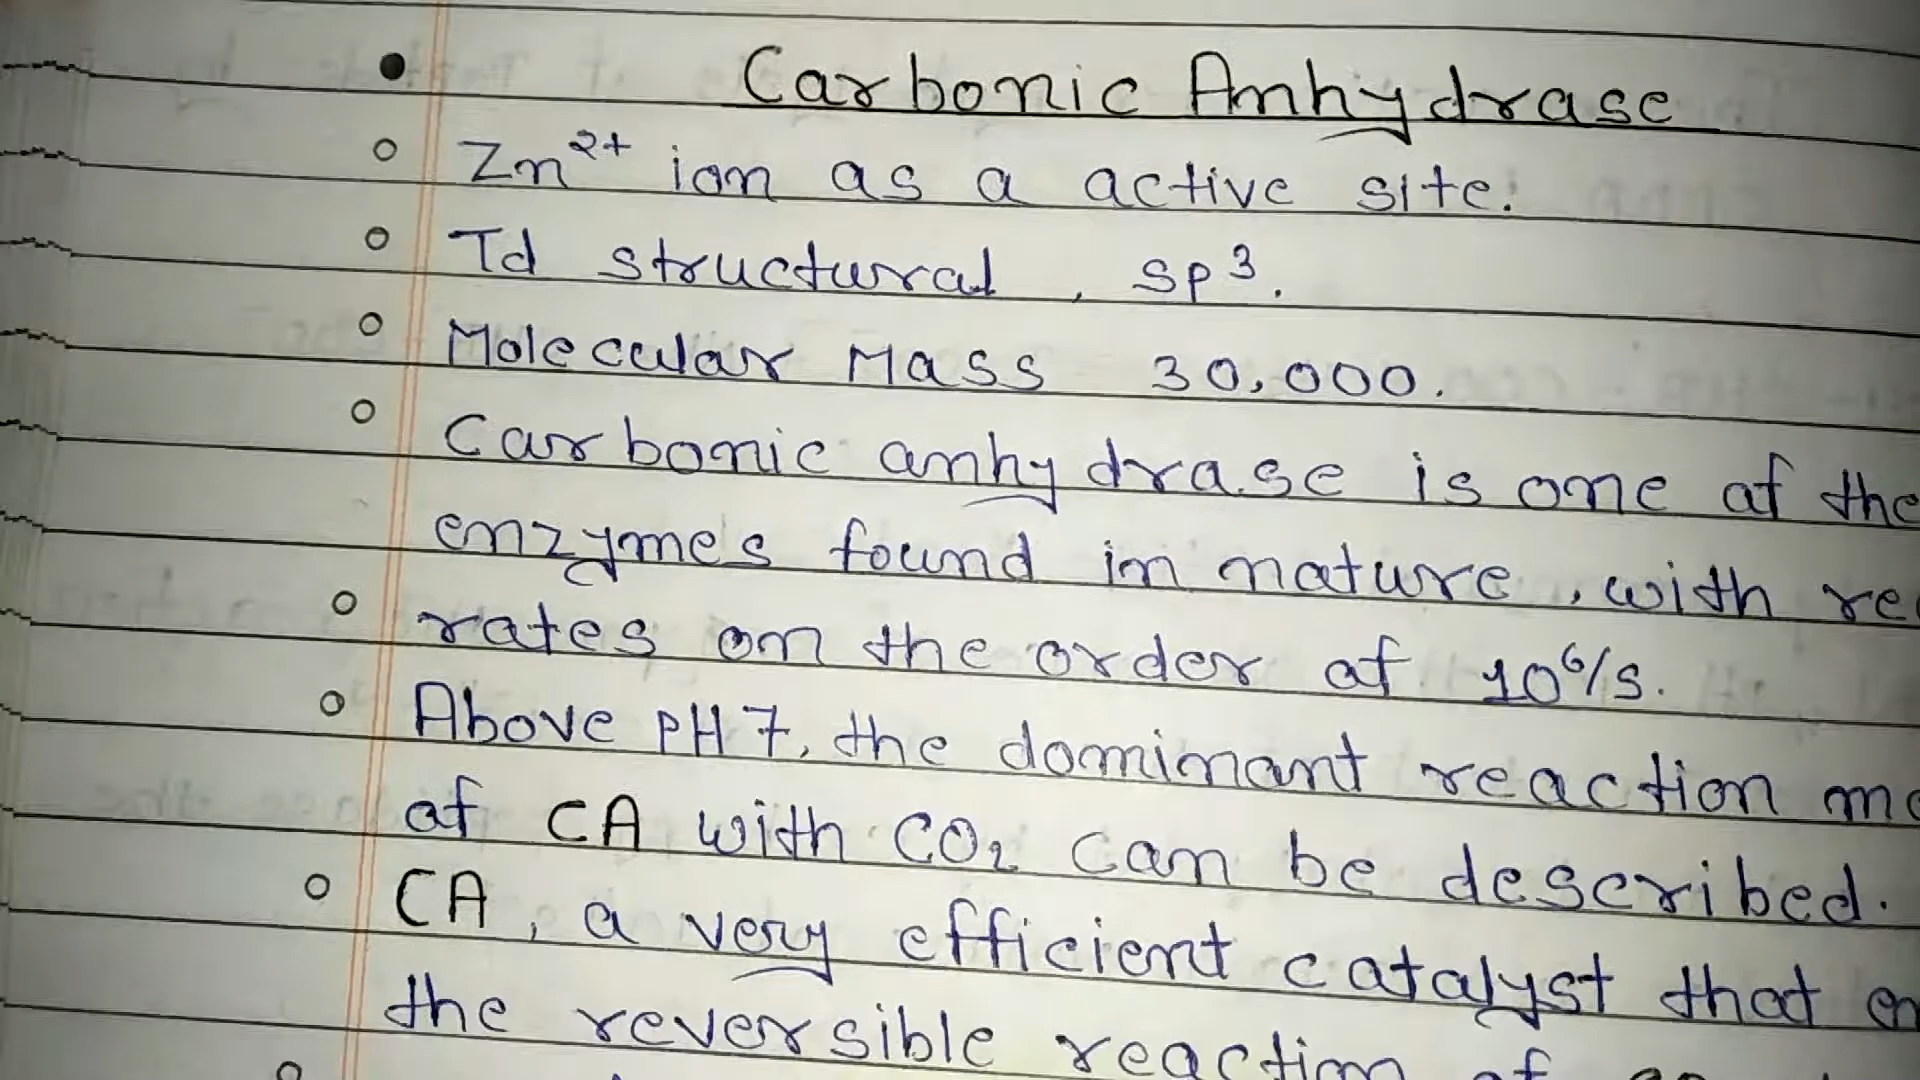 Carbonic Anhydrase
Zn²⁺ ion as a active site.
Td structural, sp³.
Molecular Mass 30,000.
Carbonic anhydrase is one of the
enzymes found in nature, with
rates on the order of 10⁶/s.
Above PH 7, the dominant reaction
of CA with CO₂ can be described.
CA, a very efficient catalyst that
the reversible reaction of